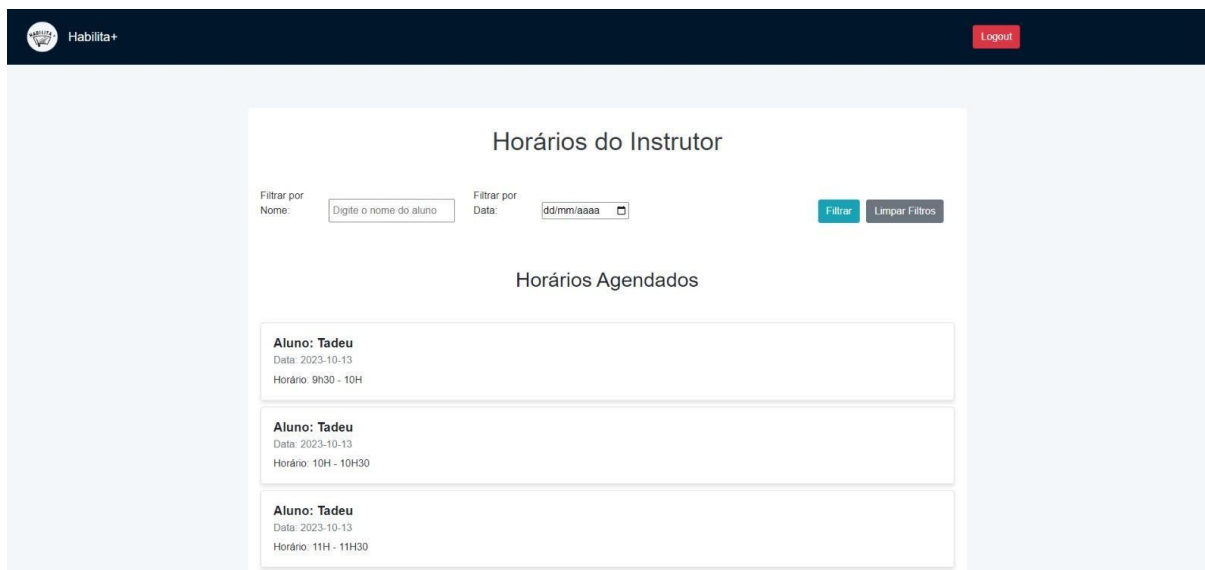 HABILITA+
Habilita+
Logout
Horários do Instrutor
Filtrar por
Nome:
Digite o nome do aluno
Filtrar por
Data:
dd/mm/aaaa
Filtrar
Limpar Filtros
Horários Agendados
Aluno: Tadeu
Data: 2023-10-13
Horário: 9h30 - 10H
Aluno: Tadeu
Data: 2023-10-13
Horário: 10H - 10H30
Aluno: Tadeu
Data: 2023-10-13
Horário: 11H - 11H30